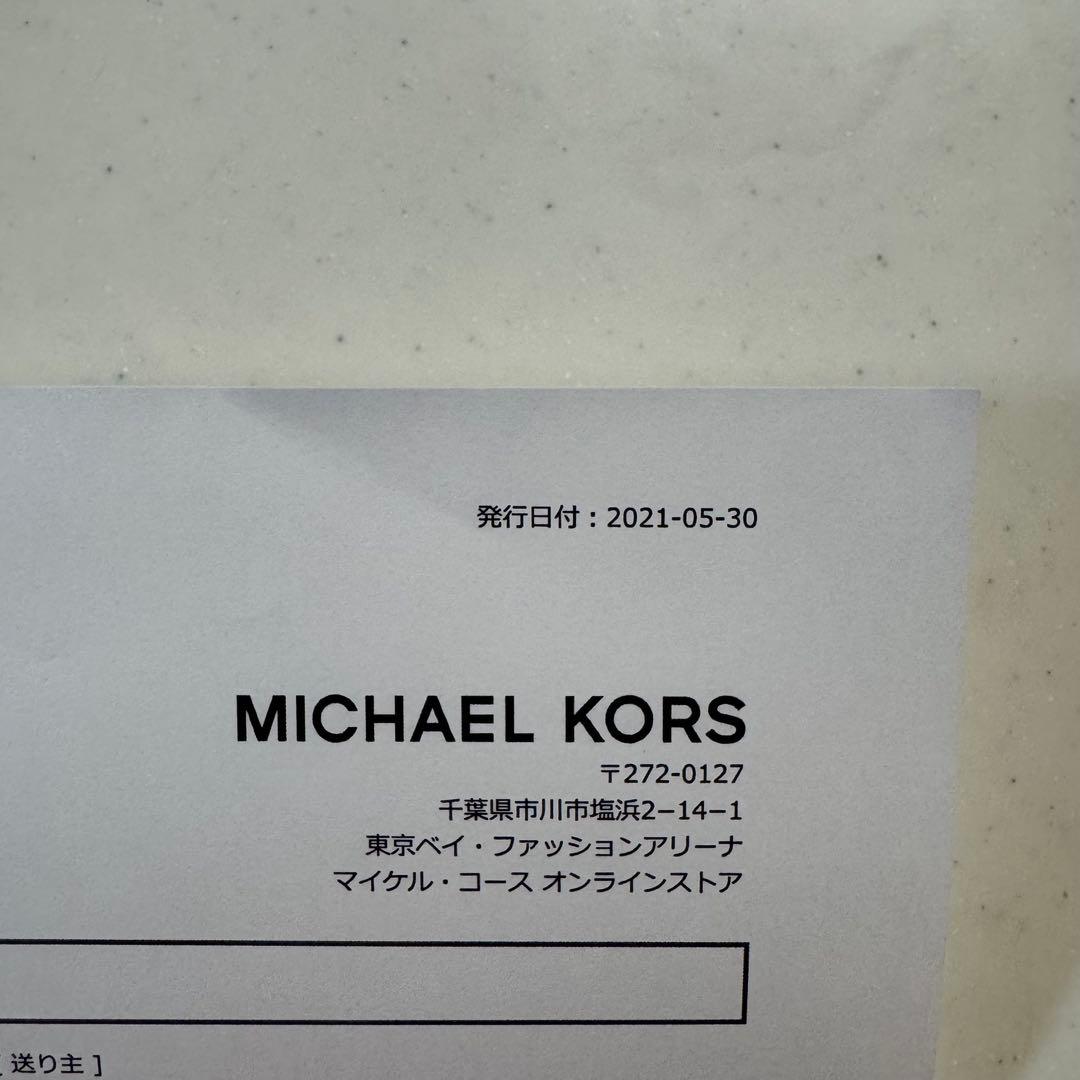 発行日付：2021-05-30
MICHAEL KORS
〒272-0127
千葉県市川市塩浜2−14−1
東京ベイ・ファッションアリーナ
マイケル・コース オンラインストア
[ 送り主 ]